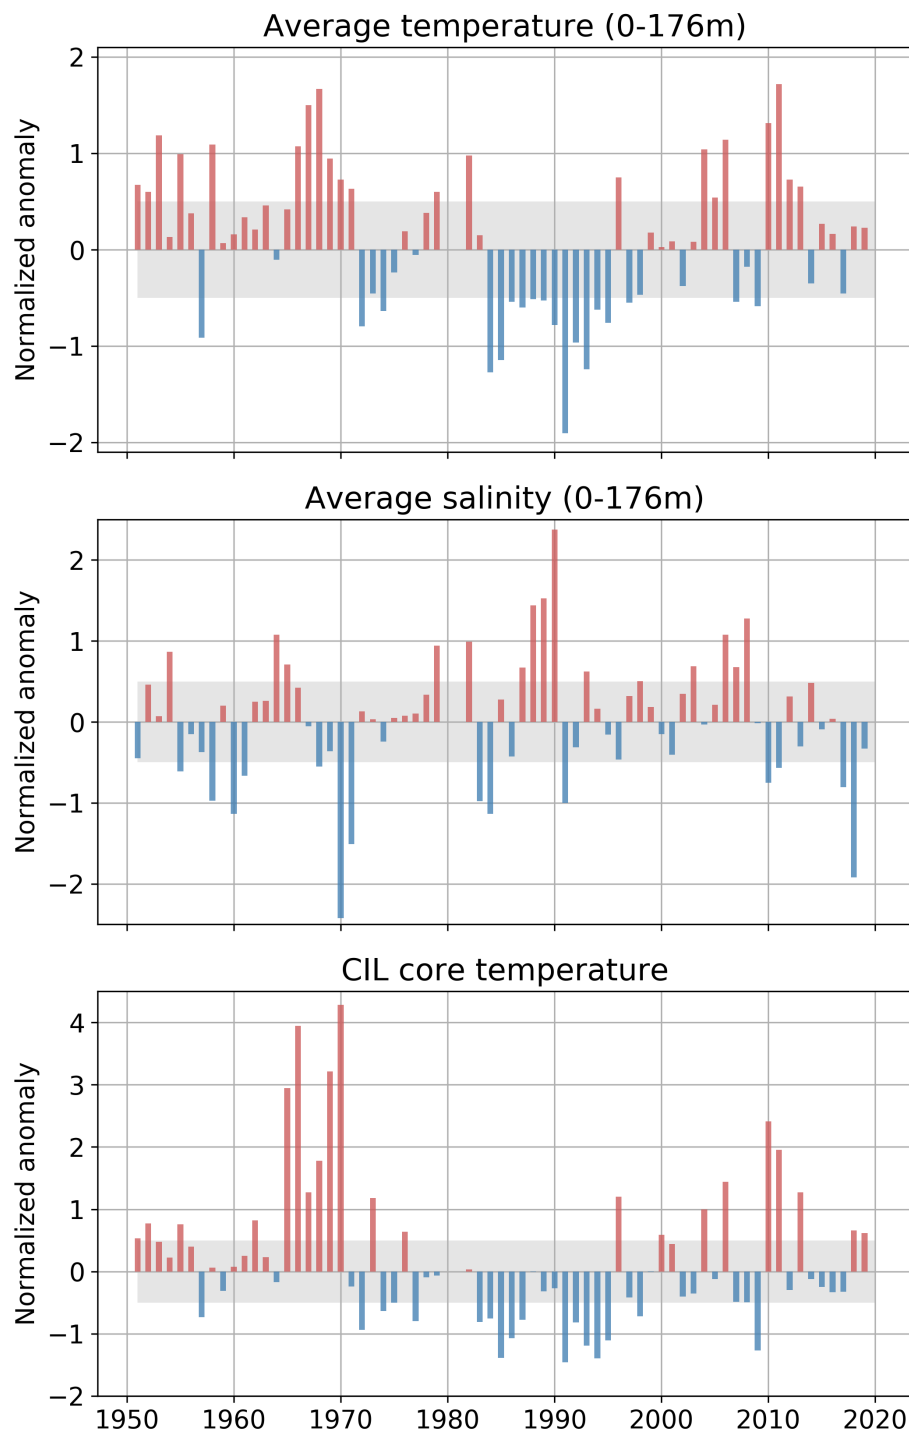 Average temperature (0-176m)
Normalized anomaly
2
1
0
−1
−2
Average salinity (0-176m)
Normalized anomaly
2
1
0
−1
−2
CIL core temperature
Normalized anomaly
4
3
2
1
0
−1
−2
1950 1960 1970 1980 1990 2000 2010 2020